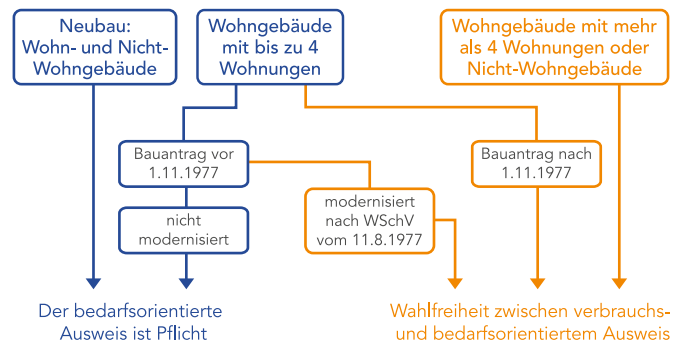 Neubau:
Wohn- und Nicht-
Wohngebäude
Wohngebäude
mit bis zu 4
Wohnungen
Wohngebäude mit mehr
als 4 Wohnungen oder
Nicht-Wohngebäude
Bauantrag vor
1.11.1977
Bauantrag nach
1.11.1977
nicht
modernisiert
modernisiert
nach WSchV
vom 11.8.1977
Der bedarfsorientierte
Ausweis ist Pflicht
Wahlfreiheit zwischen verbrauchs-
und bedarfsorientiertem Ausweis